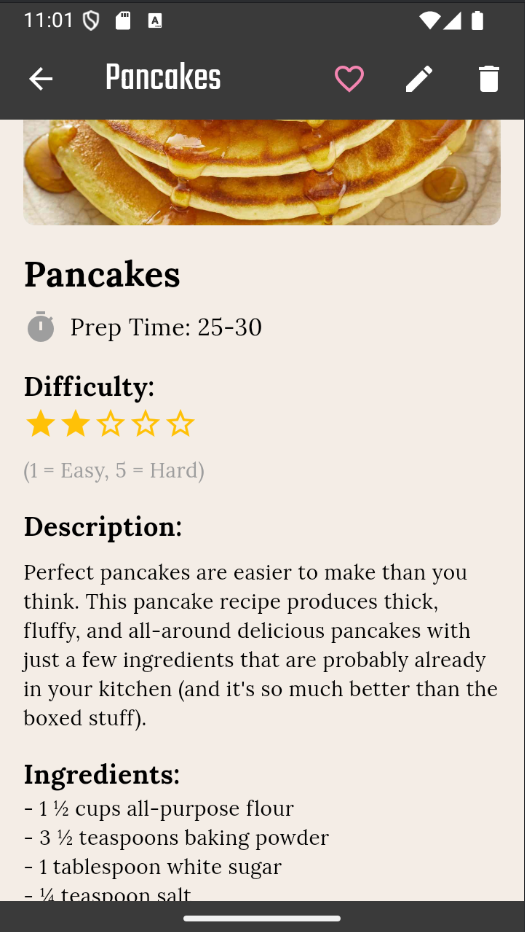 11:01 A
Pancakes
Pancakes
Prep Time: 25-30
Difficulty:
(1 = Easy, 5 = Hard)
Description:
Perfect pancakes are easier to make than you
think. This pancake recipe produces thick,
fluffy, and all-around delicious pancakes with
just a few ingredients that are probably already
in your kitchen (and it's so much better than the
boxed stuff).
Ingredients:
- 1 ½ cups all-purpose flour
- 3 ½ teaspoons baking powder
- 1 tablespoon white sugar
- ¼ teaspoon salt